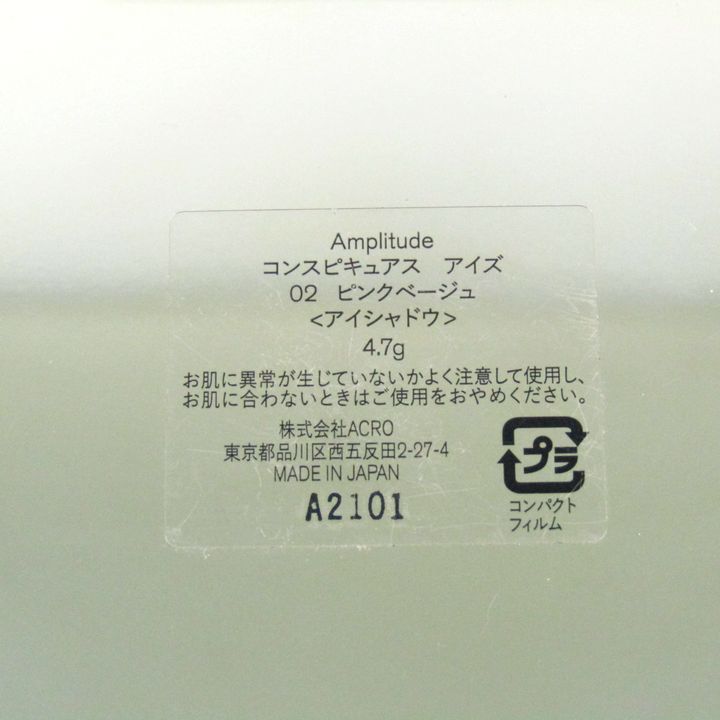 Amplitude
コンスピキュアス アイズ
02 ピンクベージュ
<アイシャドウ>
4.7g
お肌に異常が生じていないかよく注意して使用し、
お肌に合わないときはご使用をおやめください。
株式会社ACRO
東京都品川区西五反田2-27-4
MADE IN JAPAN
A2101
プラ
コンパクト
フィルム